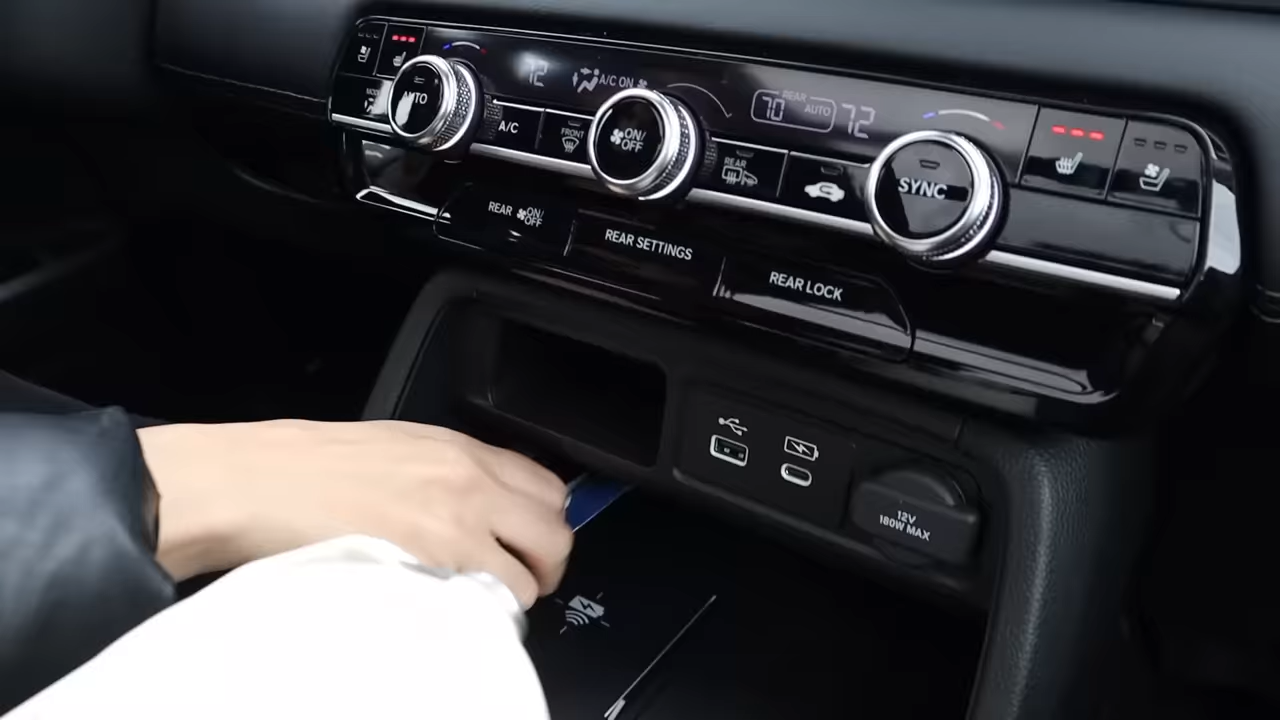 72
A/C ON
REAR
70
AUTO
72
MODE
AUTO
A/C
FRONT
ON/
OFF
REAR
SYNC
REAR ON/
OFF
REAR SETTINGS
REAR LOCK
12V
180W MAX